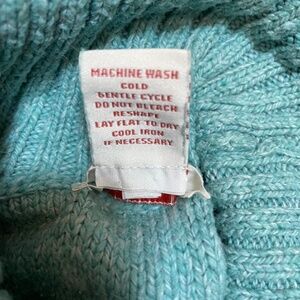 MACHINE WASH
COLD
GENTLE CYCLE
DO NOT BLEACH
RESHAPE
LAY FLAT TO DRY
COOL IRON
IF NECESSARY